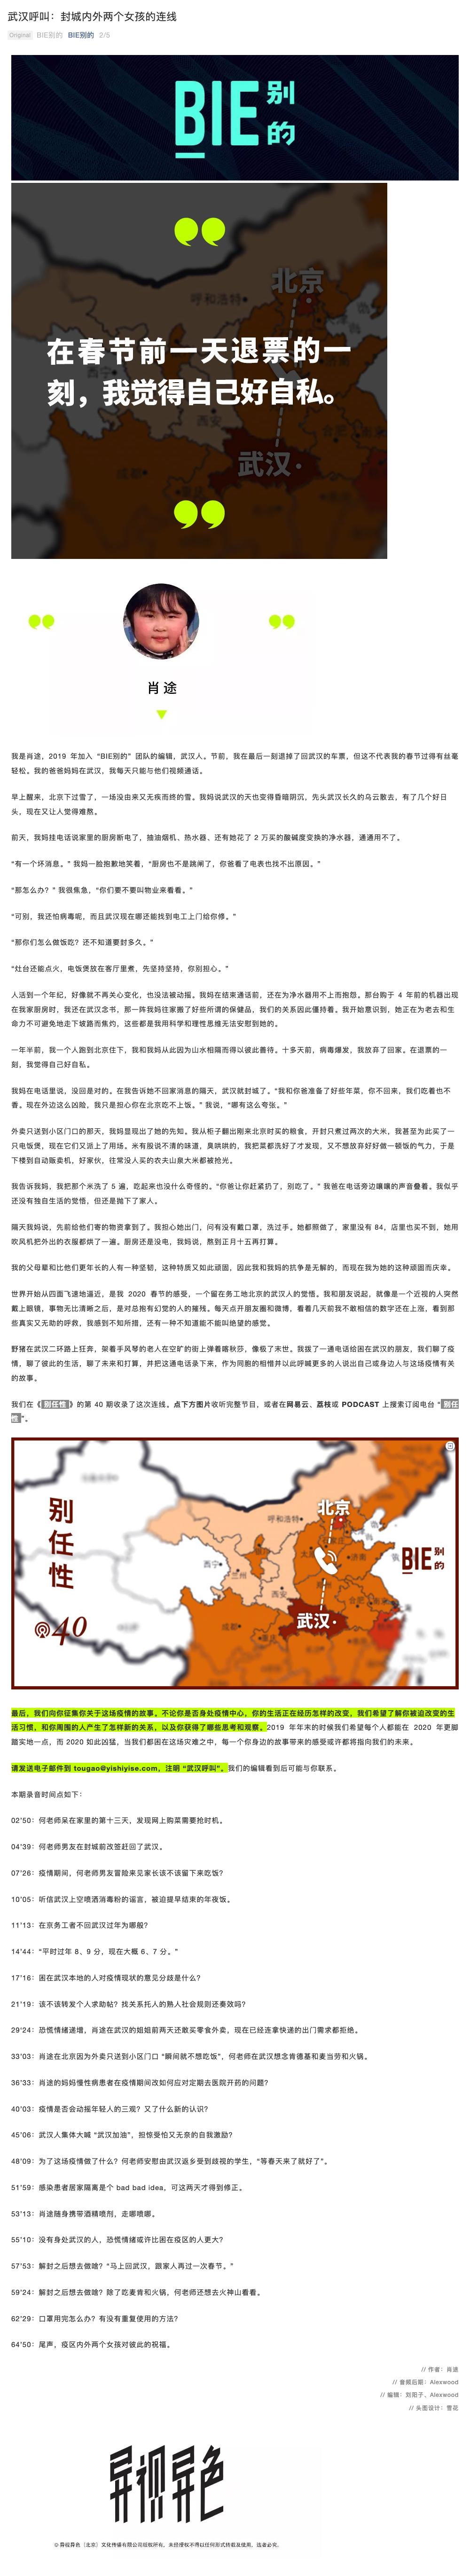 武汉呼叫：封城内外两个女孩的连线
Original BIE别的 BIE别的 2/5
BIE别的
北京
呼和浩特
在春节前一天退票的一
刻，我觉得自己好自私。
西安
合肥
成都
武汉
肖途
我是肖途，2019 年加入 “BIE别的” 团队的编辑，武汉人。节前，我在最后一刻退掉了回武汉的车票，但这不代表我的春节过得有丝毫
轻松。我的爸爸妈妈在武汉，我每天只能与他们视频通话。
早上醒来，北京下过雪了，一场没由来又无疾而终的雪。我妈说武汉的天也变得昏暗阴沉，先头武汉长久的乌云散去，有了几个好日
头，现在又让人觉得难熬。
前天，我妈挂电话说家里的厨房断电了，抽油烟机、热水器、还有她花了 2 万买的酸碱度变换的净水器，通通用不了。
“有一个坏消息。” 我妈一脸抱歉地笑着，“厨房也不是跳闸了，你爸看了电表也找不出原因。”
“那怎么办？” 我很焦急，“你们要不要叫物业来看看。”
“可别，我还怕病毒呢，而且武汉现在哪还能找到电工上门给你修。”
“那你们怎么做饭吃？还不知道要封多久。”
“灶台还能点火，电饭煲放在客厅里煮，先坚持坚持，你别担心。”
人活到一个年纪，好像就不再关心变化，也没法被动摇。我妈在结束通话前，还在为净水器用不上而抱怨。那台购于 4 年前的机器出现
在我家厨房时，我还在武汉念书，那一阵我妈往家搬了好些所谓的保健品，我们的关系因此僵持着。我开始意识到，她正在为老去和生
命力不可避免地走下坡路而焦灼，这些都是我用科学和理性思维无法安慰到她的。
一年半前，我一个人跑到北京住下，我和我妈从此因为山水相隔而得以彼此善待。十多天前，病毒爆发，我放弃了回家。在退票的一
刻，我觉得自己好自私。
我妈在电话里说，没回是对的。在我告诉她不回家消息的隔天，武汉就封城了。“我和你爸准备了好些年菜，你不回来，我们吃着也不
香。现在外边这么凶险，我只是担心你在北京吃不上饭。” 我说，“哪有这么夸张。”
外卖只送到小区门口的那天，我妈显现出了她的先知。我从柜子翻出刚来北京时买的粮食，开封只煮过两次的大米，我甚至为此买了一
只电饭煲，现在它们又派上了用场。米有股说不清的味道，臭哄哄的，我把菜都洗好了才发现，又不想放弃好好做一顿饭的气力，于是
下楼到自动贩卖机，好家伙，往常没人买的农夫山泉大米都被抢光。
我告诉我妈，我把那个米洗了 5 遍，吃起来也没什么奇怪的。“你爸让你赶紧扔了，别吃了。” 我爸在电话旁边嚷嚷的声音叠着。我似乎
还没有独自生活的觉悟，但还是抛下了家人。
隔天我妈说，先前给他们寄的物资拿到了。我担心她出门，问有没有戴口罩，洗过手。她都照做了，家里没有 84，店里也买不到，她用
吹风机把外出的衣服都烘了一遍。厨房还是没电，我妈说，熬到正月十五再打算。
我的父母辈和比他们更年长的人有一种坚韧，这种特质又如此顽固，因此我和我妈的抗争是无解的，而现在我为她的这种顽固而庆幸。
世界开始从四面飞速地逼近，是我 2020 春节的感受，一个留在务工地北京的武汉人的觉悟。我和朋友说起，就像是一个近视的人突然
戴上眼镜，事物无比清晰之后，是对总抱有幻觉的人的摧残。每天点开朋友圈和微博，看着几天前我不敢相信的数字还在上涨，看到那
些真实又无助的呼救，我感到不知所措，还有一种不知道能不能叫绝望的感觉。
野猪在武汉二环路上狂奔，架着手风琴的老人在空旷的街上弹着喀秋莎，像极了末世。我拨了一通电话给困在武汉的朋友，我们聊了疫
情，聊了彼此的生活，聊了未来和打算，并把这通电话录下来，作为同胞的相惜并以此呼喊更多的人说出自己或身边人与这场疫情有关
的故事。
我们在《别任性》的第 40 期收录了这次连线。点下方图片收听完整节目，或者在网易云、荔枝或 PODCAST 上搜索订阅电台 “别任
性”。
别任性
40
北京
呼和浩特
西宁
兰州
太原
济南
西安
合肥
成都
武汉
BIE别的
最后，我们向你征集你关于这场疫情的故事。不论你是否身处疫情中心，你的生活正在经历怎样的改变，我们希望了解你被迫改变的生
活习惯，和你周围的人产生了怎样新的关系，以及你获得了哪些思考和观察。2019 年年末的时候我们希望每个人都能在 2020 年更脚
踏实地一点，而 2020 如此凶猛，当我们都困在这场灾难之中，每一个你身边的故事带来的感受或许都将指向我们的未来。
请发送电子邮件到 tougao@yishiyise.com，注明 “武汉呼叫”。我们的编辑看到后可能与你联系。
本期录音时间点如下：
02'50：何老师呆在家里的第十三天，发现网上购菜需要抢时机。
04'39：何老师男友在封城前改签赶回了武汉。
07'26：疫情期间，何老师男友冒险来见家长该不该留下来吃饭？
10'05：听信武汉上空喷洒消毒粉的谣言，被迫提早结束的年夜饭。
11'13：在京务工者不回武汉过年为哪般？
14'44：“平时过年 8、9 分，现在大概 6、7 分。”
17'16：困在武汉本地的人对疫情现状的意见分歧是什么？
21'19：该不该转发个人求助帖？找关系托人的熟人社会规则还奏效吗？
29'24：恐慌情绪递增，肖途在武汉的姐姐前两天还敢买零食外卖，现在已经连拿快递的出门需求都拒绝。
33'03：肖途在北京因为外卖只送到小区门口 “瞬间就不想吃饭”，何老师在武汉想念肯德基和麦当劳和火锅。
36'33：肖途的妈妈慢性病患者在疫情期间改如何应对定期去医院开药的问题？
40'03：疫情是否会动摇年轻人的三观？又了什么新的认识？
45'06：武汉人集体大喊 “武汉加油”，担惊受怕又无奈的自我激励？
48'09：为了这场疫情做了什么？何老师安慰由武汉返乡受到歧视的学生，“等春天来了就好了”。
51'59：感染患者居家隔离是个 bad bad idea，可这两天才得到修正。
53'13：肖途随身携带酒精喷剂，走哪喷哪。
55'10：没有身处武汉的人，恐慌情绪或许比困在疫区的人更大？
57'53：解封之后想去做啥？“马上回武汉，跟家人再过一次春节。”
59'24：解封之后想去做啥？除了吃麦肯和火锅，何老师还想去火神山看看。
62'29：口罩用完怎么办？有没有重复使用的方法？
64'50：尾声，疫区内外两个女孩对彼此的祝福。
// 作者：肖途
// 音频后期：Alexwood
// 编辑：刘阳子，Alexwood
// 头图设计：雪花
异视异色
© 异视异色（北京）文化传播有限公司版权所有，未经授权不得以任何形式转载及使用，违者必究。